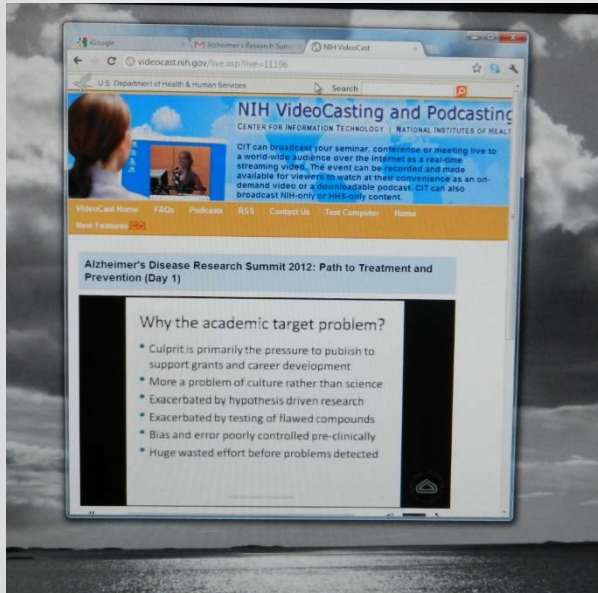 iGoogle
Alzheimer's Research Sum
NIH VideoCast
videocast.nih.gov/live.asp?live=11196
U.S. Department of Health & Human Services
Search
NIH VideoCasting and Podcasting
CENTER FOR INFORMATION TECHNOLOGY | NATIONAL INSTITUTES OF HEALT
CIT can broadcast your seminar, conference or meeting live to
a world-wide audience over the Internet as a real-time
streaming video. The event can be recorded and made
available for viewers to watch at their convenience as an on-
demand video or a downloadable podcast. CIT can also
broadcast NIH-only or HHS-only content.
VideoCast Home FAQs Podcasts RSS Contact Us Test Computer Home
New Features
Alzheimer's Disease Research Summit 2012: Path to Treatment and
Prevention (Day 1)
Why the academic target problem?
• Culprit is primarily the pressure to publish to
support grants and career development
• More a problem of culture rather than science
• Exacerbated by hypothesis driven research
• Exacerbated by testing of flawed compounds
• Bias and error poorly controlled pre-clinically
• Huge wasted effort before problems detected